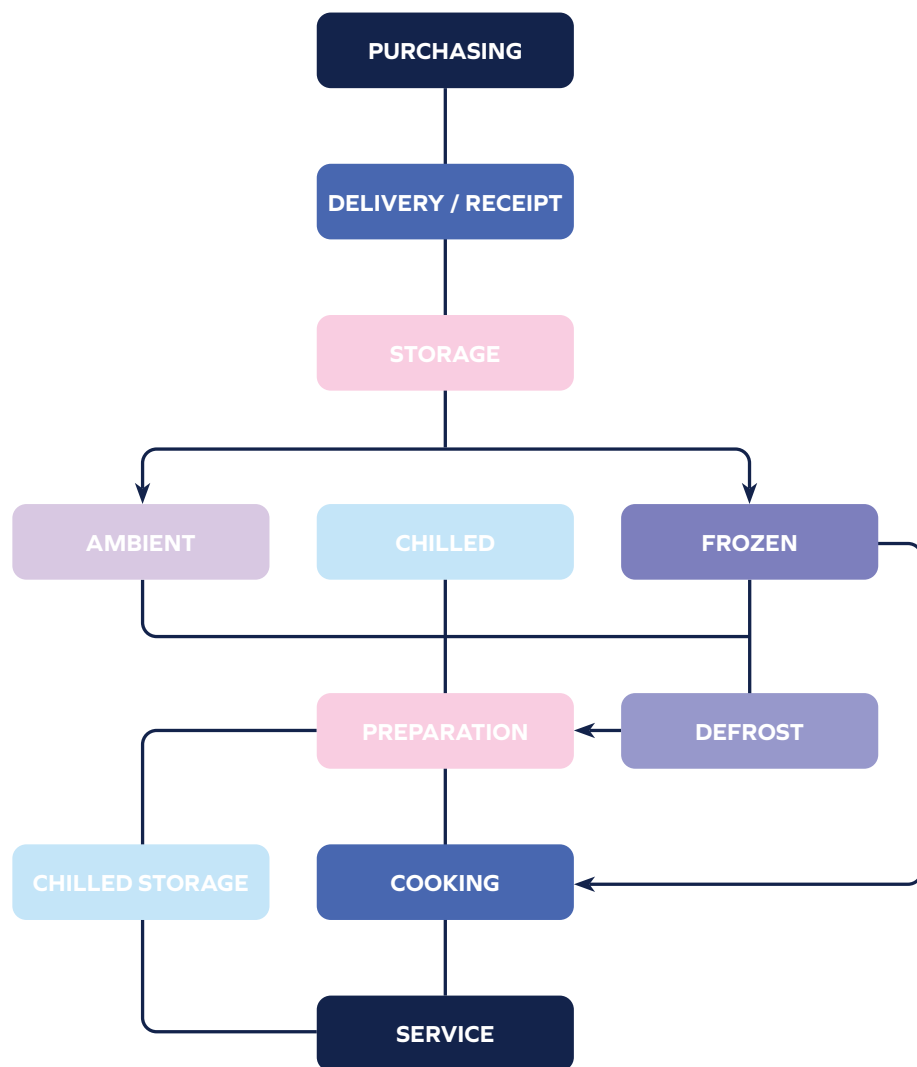 PURCHASING
DELIVERY / RECEIPT
STORAGE
AMBIENT
CHILLED
FROZEN
PREPARATION
DEFROST
CHILLED STORAGE
COOKING
SERVICE